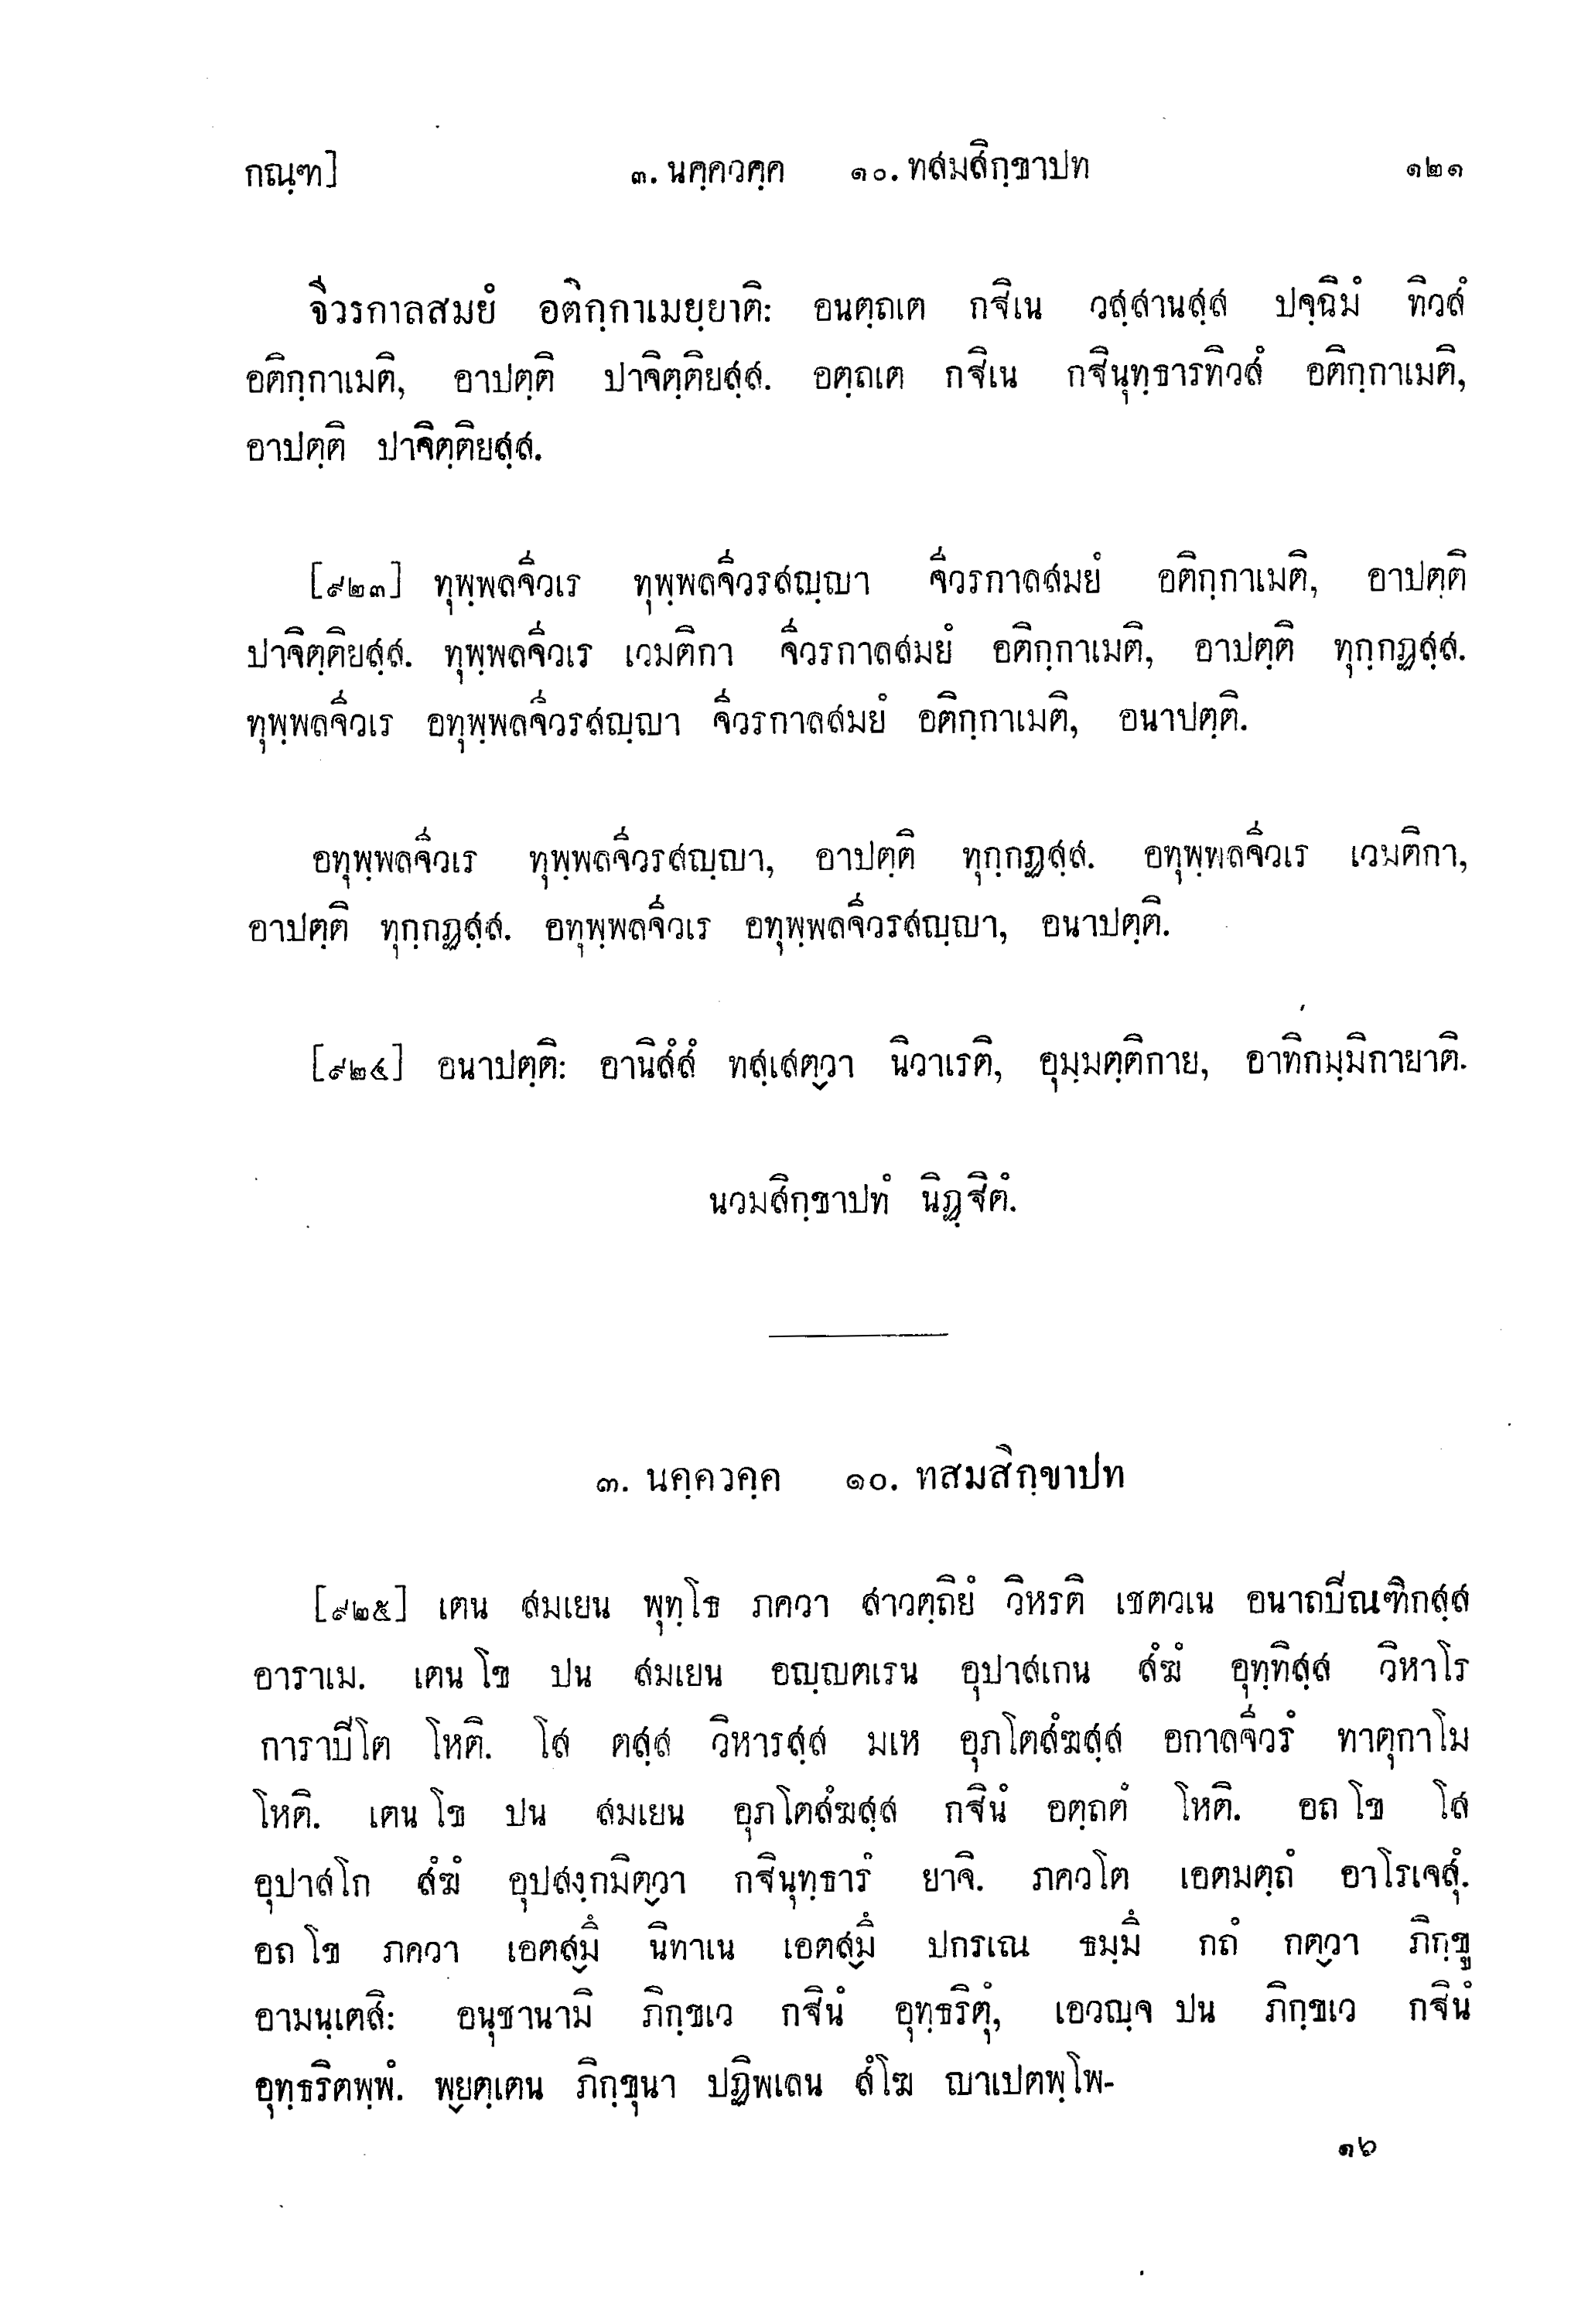 กณฺฑ] ๓. นคฺควคฺค ๑๐. ทสมสิกฺขาปท ๑๒๑
จีวรกาลสมยํ อติกฺกาเมยฺยาติ: อนตฺถเต กฐิเน วสฺสานสฺส ปจฺฉิมํ ทิวสํ
อติกฺกาเมติ, อาปตฺติ ปาจิตฺติยสฺส. อตฺถเต กฐิเน กฐินุทฺธารทิวสํ อติกฺกาเมติ,
อาปตฺติ ปาจิตฺติยสฺส.
[๙๒๓] ทุพฺพลจีวเร ทุพฺพลจีวรสญฺญา จีวรกาลสมยํ อติกฺกาเมติ, อาปตฺติ
ปาจิตฺติยสฺส. ทุพฺพลจีวเร เวมติกา จีวรกาลสมยํ อติกฺกาเมติ, อาปตฺติ ทุกฺกฏสฺส.
ทุพฺพลจีวเร อทุพฺพลจีวรสญฺญา จีวรกาลสมยํ อติกฺกาเมติ, อนาปตฺติ.
อทุพฺพลจีวเร ทุพฺพลจีวรสญฺญา, อาปตฺติ ทุกฺกฏสฺส. อทุพฺพลจีวเร เวมติกา,
อาปตฺติ ทุกฺกฏสฺส. อทุพฺพลจีวเร อทุพฺพลจีวรสญฺญา, อนาปตฺติ.
[๙๒๔] อนาปตฺติ: อานิสํสํ ทสฺเสตฺวา นิวาเรติ, อุมฺมตฺติกาย, อาทิกมฺมิกายาติ.
นวมสิกฺขาปทํ นิฏฺฐิตํ.
๓. นคฺควคฺค ๑๐. ทสมสิกฺขาปท
[๙๒๕] เตน สมเยน พุทฺโธ ภควา สาวตฺถิยํ วิหรติ เชตวเน อนาถปิณฺฑิกสฺส
อาราเม. เตน โข ปน สมเยน อญฺญตเรน อุปาสเกน สํฆํ อุทฺทิสฺส วิหาโร
การาปิโต โหติ. โส ตสฺส วิหารสฺส มเห อุภโตสํฆสฺส อกาลจีวรํ ทาตุกาโม
โหติ. เตน โข ปน สมเยน อุภโตสํฆสฺส กฐินํ อตฺถตํ โหติ. อถ โข โส
อุปาสโก สํฆํ อุปสงฺกมิตฺวา กฐินุทฺธารํ ยาจิ. ภควโต เอตมตฺถํ อาโรเจสุํ.
อถ โข ภควา เอตสฺมึ นิทาเน เอตสฺมึ ปกรเณ ธมฺมึ กถํ กตฺวา ภิกฺขู
อามนฺเตสิ: อนุชานามิ ภิกฺขเว กฐินํ อุทฺธริตุํ, เอวญฺจ ปน ภิกฺขเว กฐินํ
อุทฺธริตพฺพํ. พฺยตฺเตน ภิกฺขุนา ปฏิพเลน สํโฆ ญาเปตพฺโพ-
๑๖